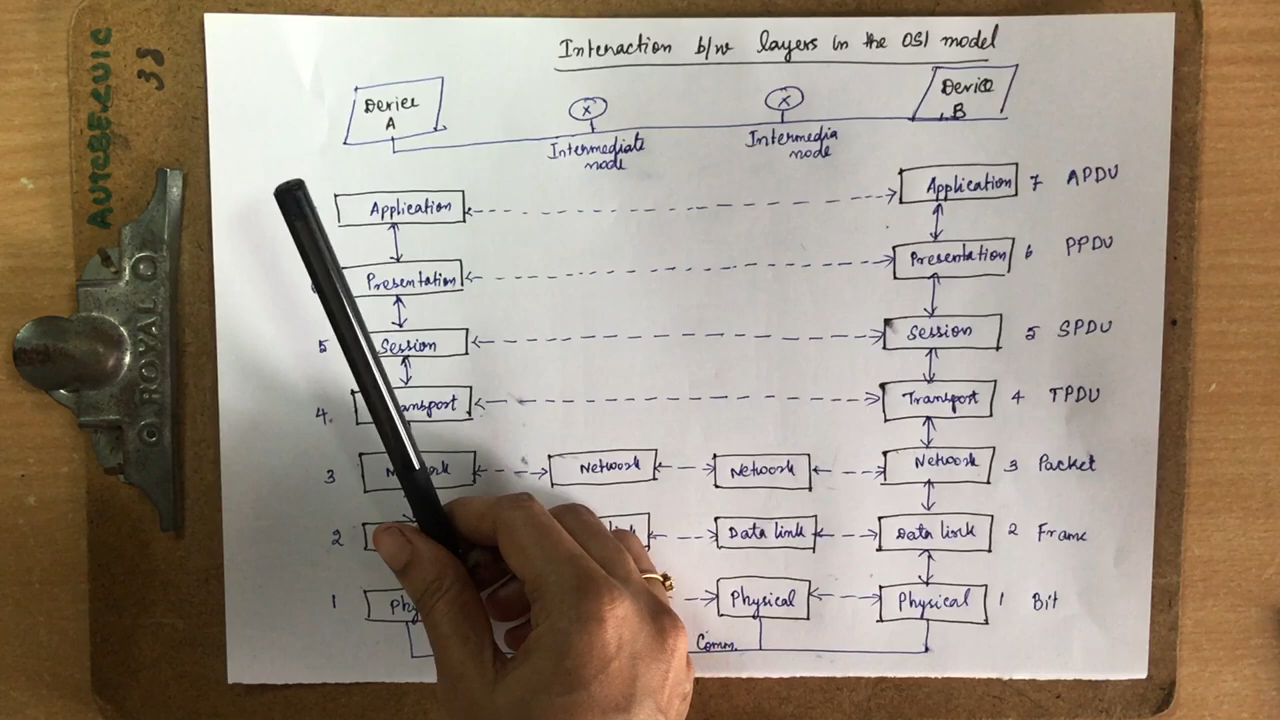 Interaction b/w layers in the OSI model
Device
A
X
X
Device
B
Intermediate
node
Intermedia
node
Application
Application 7 APDU
Presentation
Presentation 6 PPDU
5 Session
Session 5 SPDU
4.
Transport 4 TPDU
3
Network
Network
Network 3 Packet
2
Data link
Data link 2 Frame
1
Physical
Physical 1 Bit
Comm.
ROYAL
38